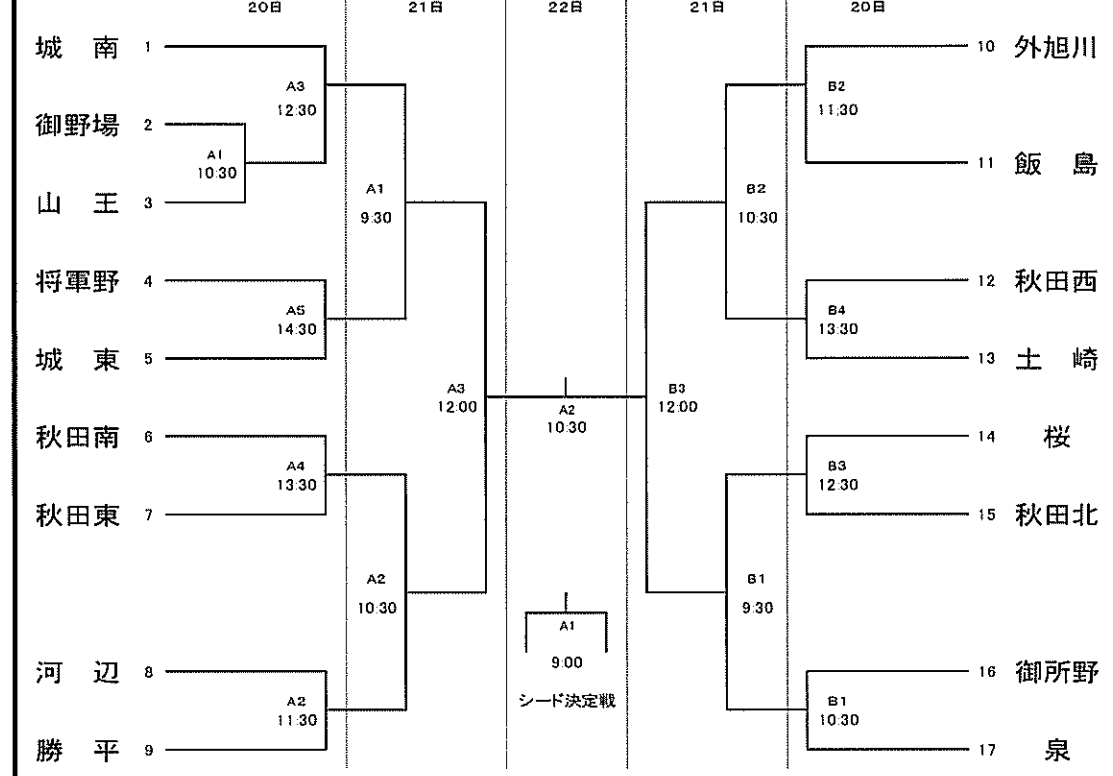 20日 21日 22日 21日 20日
城 南 1
10 外旭川
A3
12:30
B2
11:30
御野場 2
A1
10:30
11 飯 島
山 王 3
A1
9:30
B2
10:30
将軍野 4
12 秋田西
A5
14:30
B4
13:30
城 東 5
13 土 崎
A3
12:00
A2
10:30
B3
12:00
秋田南 6
14 桜
A4
13:30
B3
12:30
秋田東 7
15 秋田北
A2
10:30
B1
9:30
A1
9:00
シード決定戦
河 辺 8
16 御所野
A2
11:30
B1
10:30
勝 平 9
17 泉